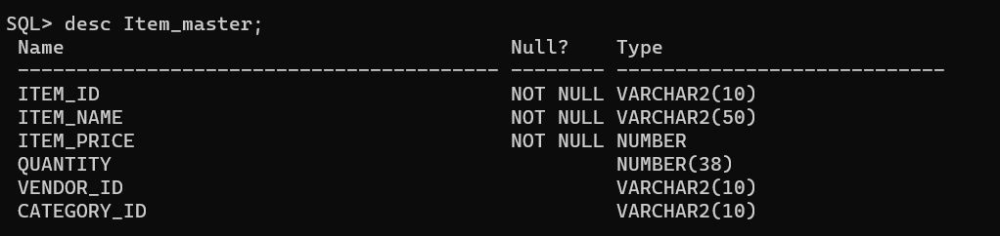 SQL> desc Item_master;
Name Null? Type
----------------------------------------- -------- ----------------------------
ITEM_ID NOT NULL VARCHAR2(10)
ITEM_NAME NOT NULL VARCHAR2(50)
ITEM_PRICE NOT NULL NUMBER
QUANTITY NUMBER(38)
VENDOR_ID VARCHAR2(10)
CATEGORY_ID VARCHAR2(10)